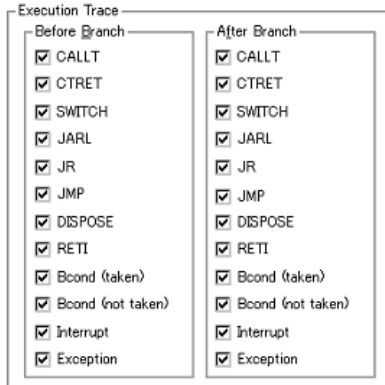 Execution Trace
Before Branch
CALLT
CTRET
SWITCH
JARL
JR
JMP
DISPOSE
RETI
Bcond (taken)
Bcond (not taken)
Interrupt
Exception
After Branch
CALLT
CTRET
SWITCH
JARL
JR
JMP
DISPOSE
RETI
Bcond (taken)
Bcond (not taken)
Interrupt
Exception